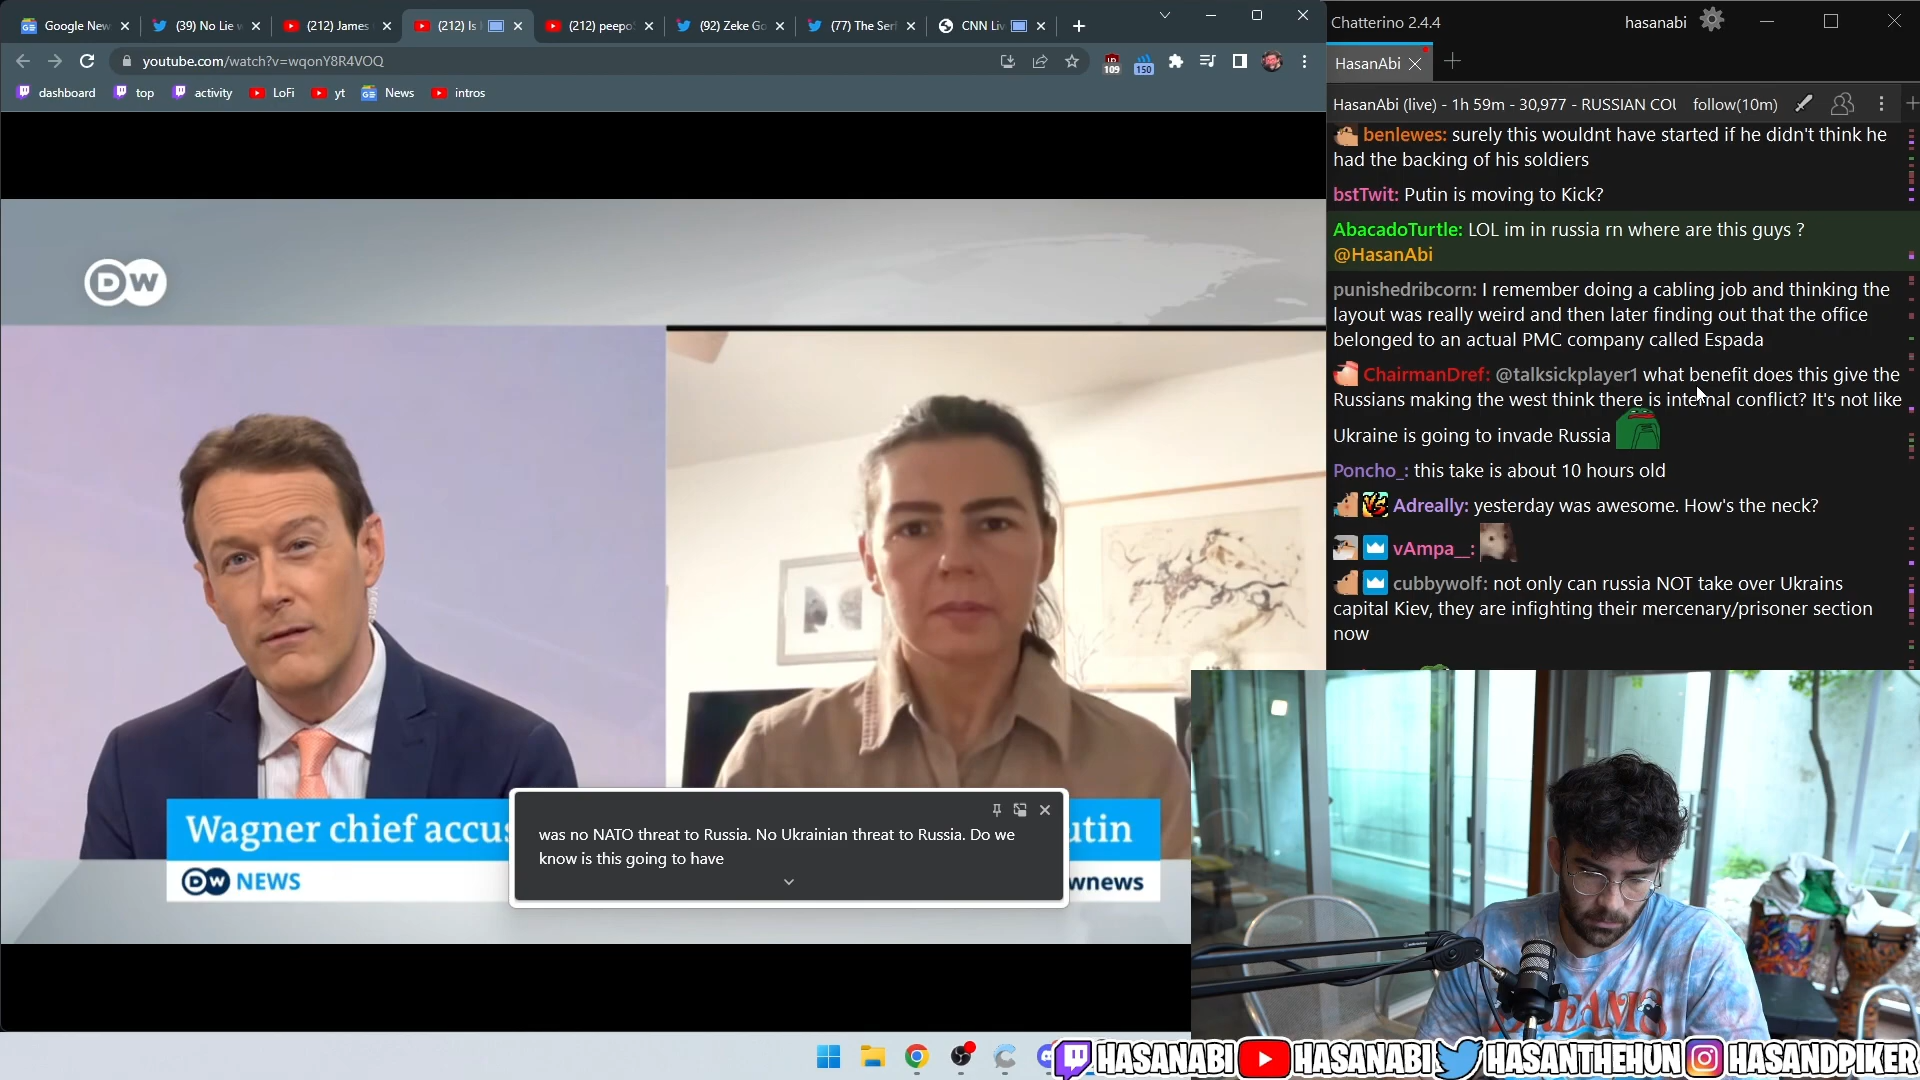 Google New
(39) No Lie w
(212) James
(212) Is
(212) peepo
(92) Zeke Go
(77) The Seri
CNN Liv
youtube.com/watch?v=wqonY8R4VOQ
109
150
dashboard
top
activity
LoFi
yt
News
intros
DW
Wagner chief accus
utin
DW NEWS
wnews
was no NATO threat to Russia. No Ukrainian threat to Russia. Do we
know is this going to have
Chatterino 2.4.4
hasanabi
HasanAbi
HasanAbi (live) - 1h 59m - 30,977 - RUSSIAN COU
follow(10m)
benlewes: surely this wouldnt have started if he didn't think he
had the backing of his soldiers
bstTwit: Putin is moving to Kick?
AbacadoTurtle: LOL im in russia rn where are this guys ?
@HasanAbi
punishedribcorn: I remember doing a cabling job and thinking the
layout was really weird and then later finding out that the office
belonged to an actual PMC company called Espada
ChairmanDref: @talksickplayer1 what benefit does this give the
Russians making the west think there is internal conflict? It's not like
Ukraine is going to invade Russia
Poncho_: this take is about 10 hours old
VS Adreally: yesterday was awesome. How's the neck?
vAmpa__:
cubbywolf: not only can russia NOT take over Ukrains
capital Kiev, they are infighting their mercenary/prisoner section
now
DREAMS
HASANABI
HASANABI
HASANTHEHUN
HASANDPIKER